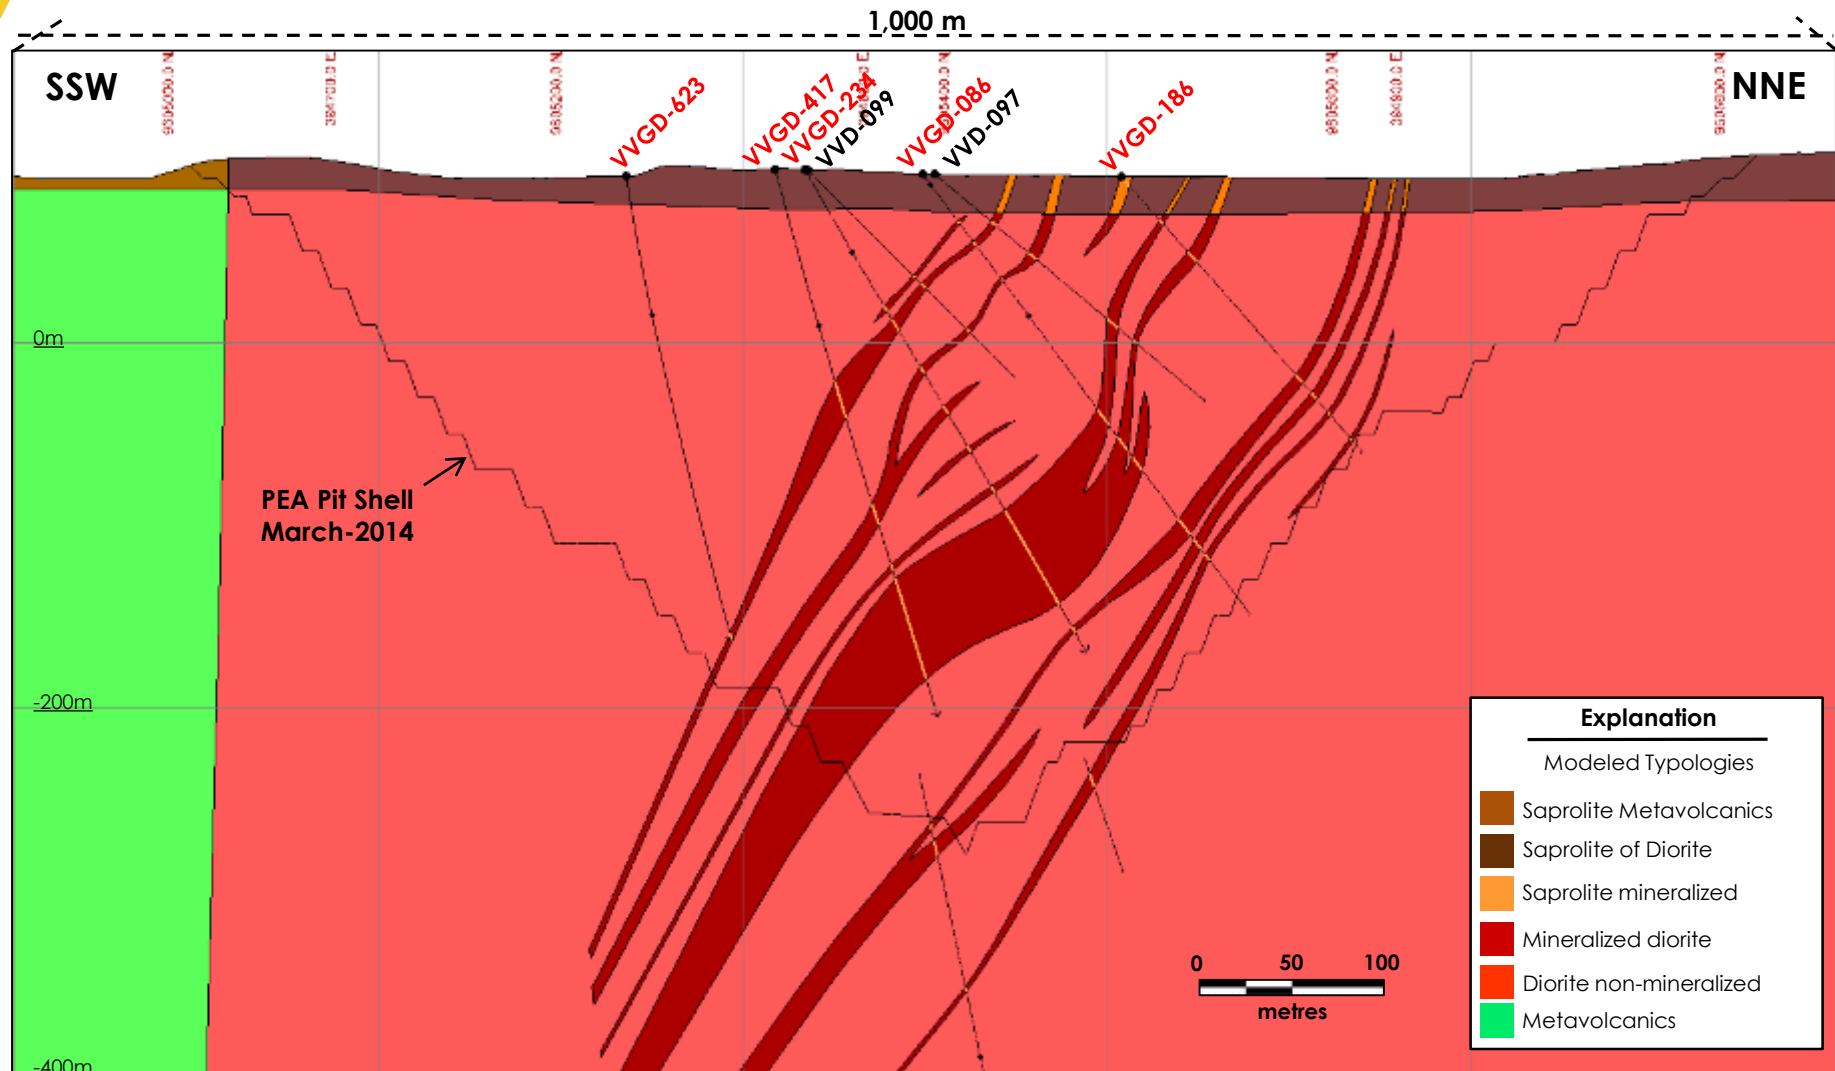 1,000 m
SSW
NNE
VVGD-623
VVGD-417
VVGD-234
VVD-099
VVGD-086
VVD-097
VVGD-186
0m
PEA Pit Shell
March-2014
-200m
-400m
Explanation
Modeled Typologies
Saprolite Metavolcanics
Saprolite of Diorite
Saprolite mineralized
Mineralized diorite
Diorite non-mineralized
Metavolcanics
0 50 100
metres